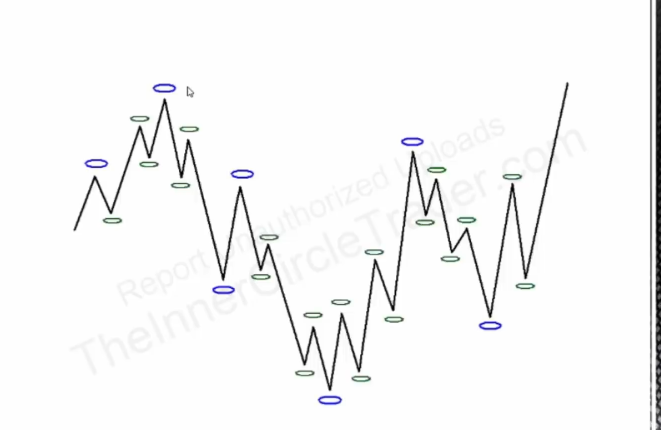 Report Unauthorized Uploads
TheInnerCircleTrader.com